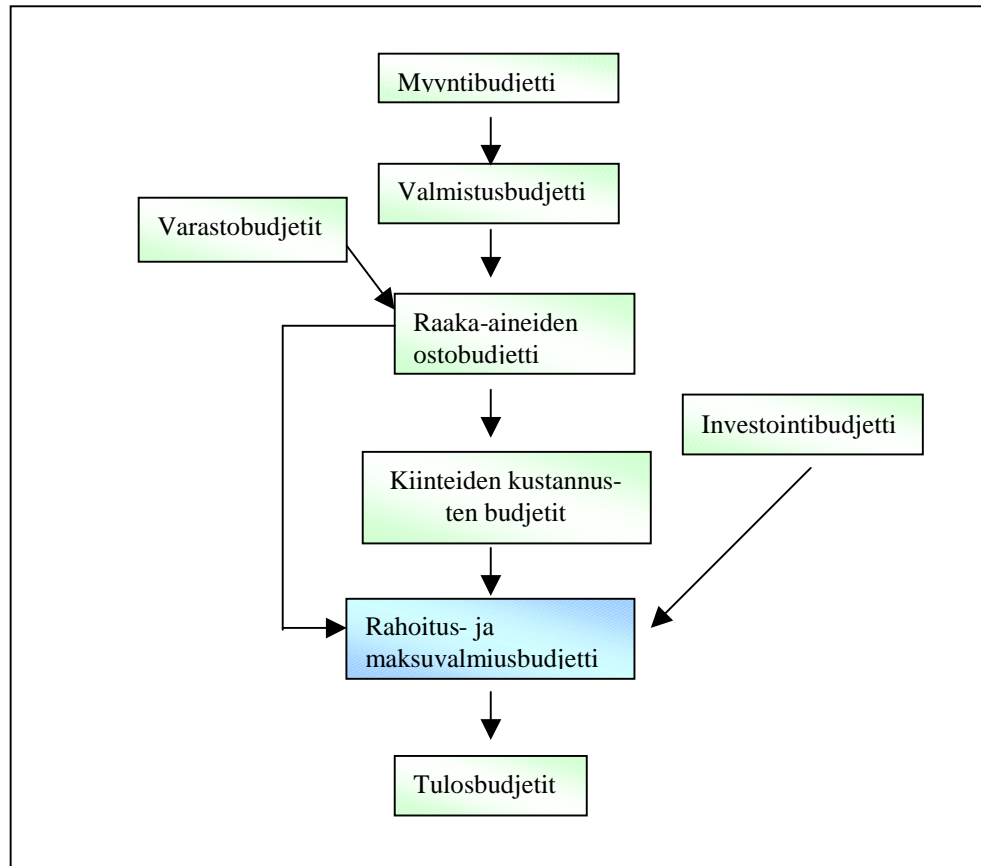 Myyntibudjetti
Valmistusbudjetti
Varastobudjetit
Raaka-aineiden
ostobudjetti
Investointibudjetti
Kiinteiden kustannus-
ten budjetit
Rahoitus- ja
maksuvalmiusbudjetti
Tulosbudjetit